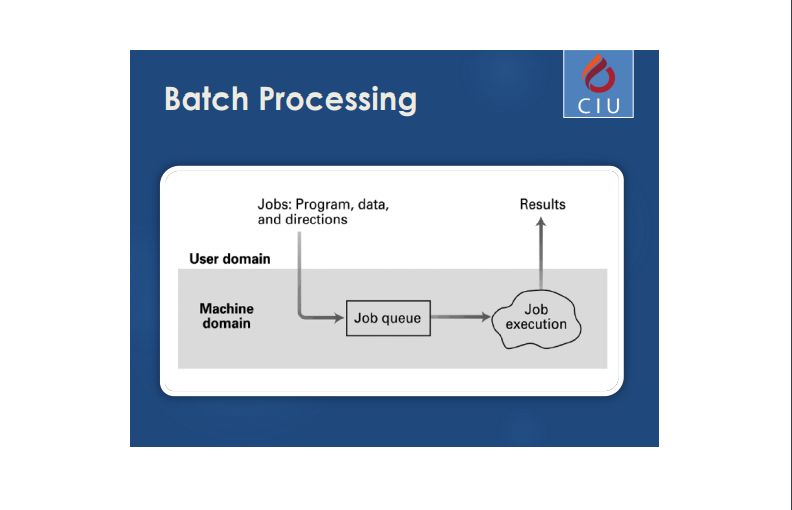 Batch Processing
CIU
Jobs: Program, data,
and directions
Results
User domain
Machine
domain
Job queue
Job
execution